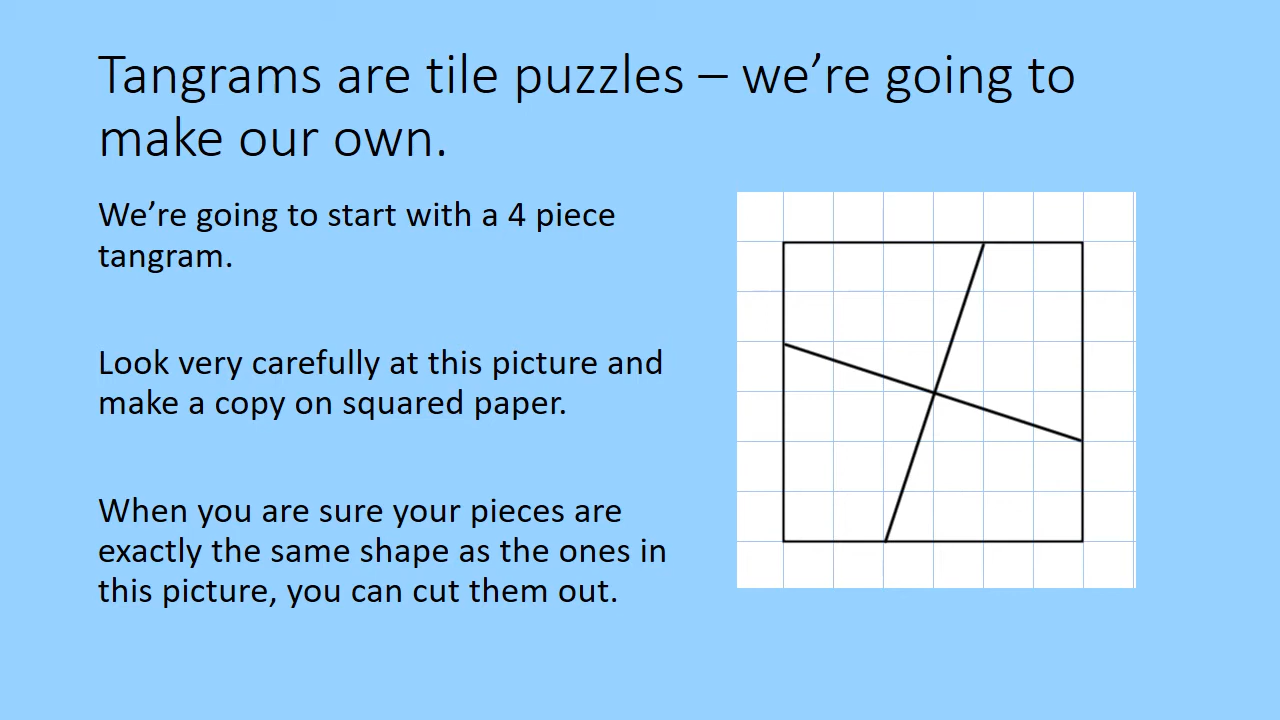 Tangrams are tile puzzles – we’re going to
make our own.
We’re going to start with a 4 piece
tangram.
Look very carefully at this picture and
make a copy on squared paper.
When you are sure your pieces are
exactly the same shape as the ones in
this picture, you can cut them out.